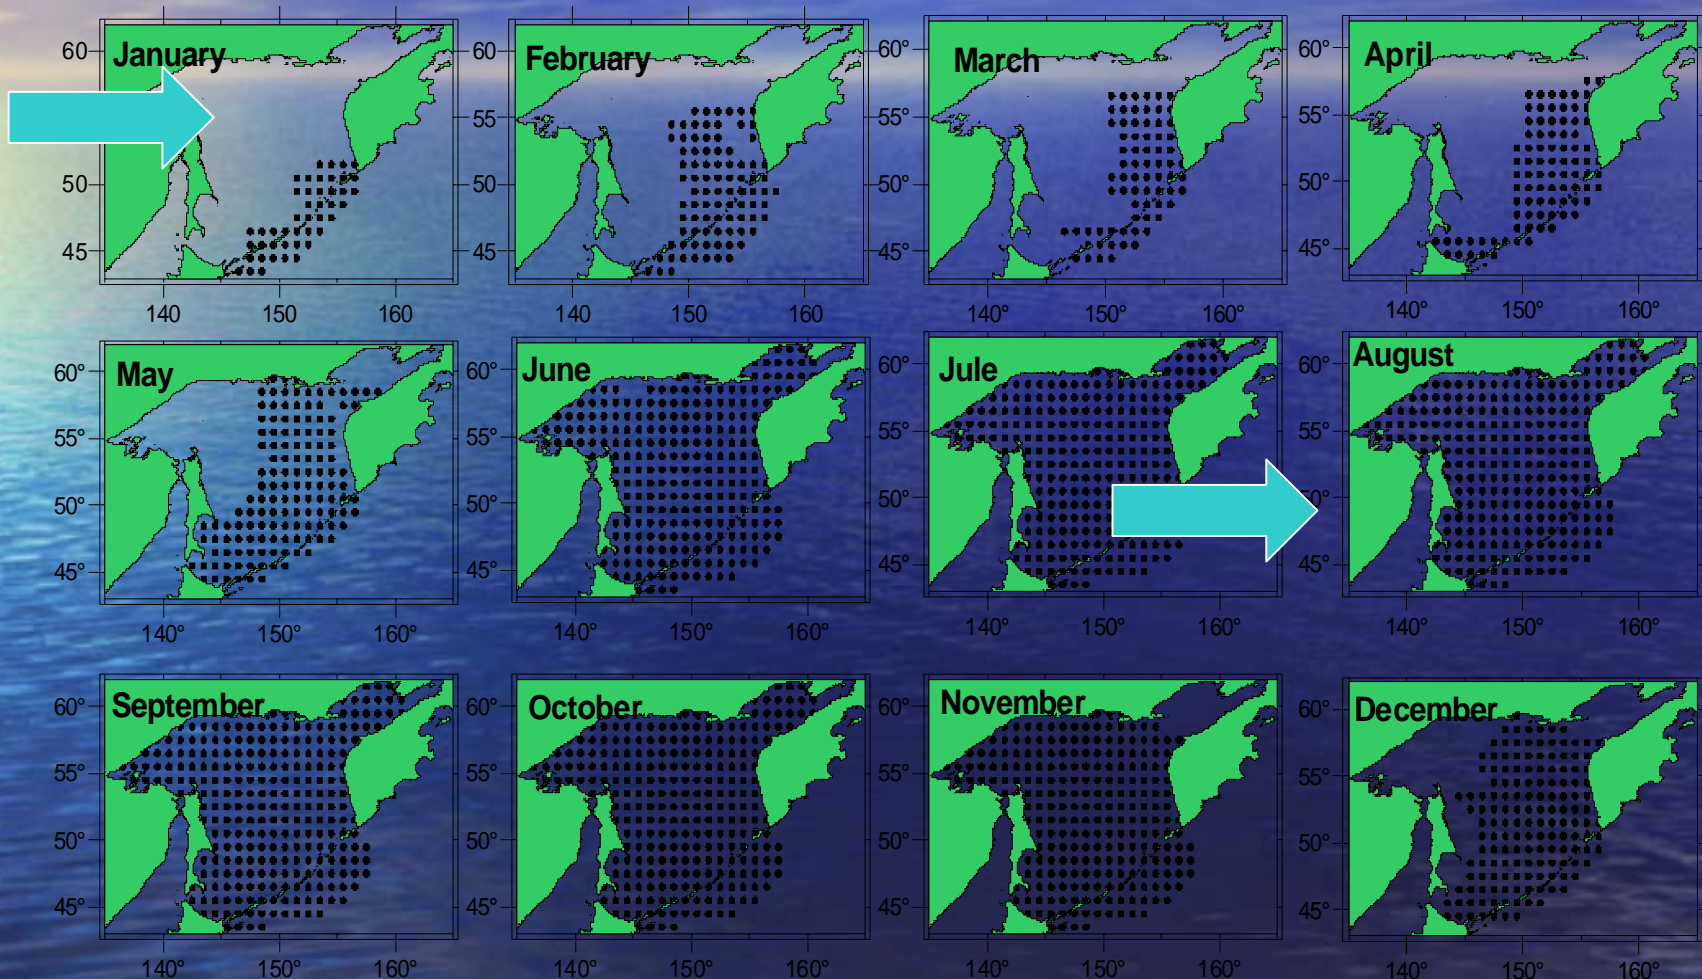 January February March April
60 60 60° 60°
55 55° 55°
50 50 50° 50°
45 45 45° 45°
140 150 160 140 150 160 140° 150° 160° 140° 150° 160°
May June Jule August
60° 60° 60° 60°
55° 55° 55° 55°
50° 50° 50° 50°
45° 45° 45° 45°
140° 150° 160° 140° 150° 160° 140° 150° 160° 140° 150° 160°
September October November December
60° 60° 60° 60°
55° 55° 55° 55°
50° 50° 50° 50°
45° 45° 45° 45°
140° 150° 160° 140° 150° 160° 140° 150° 160° 140° 150° 160°